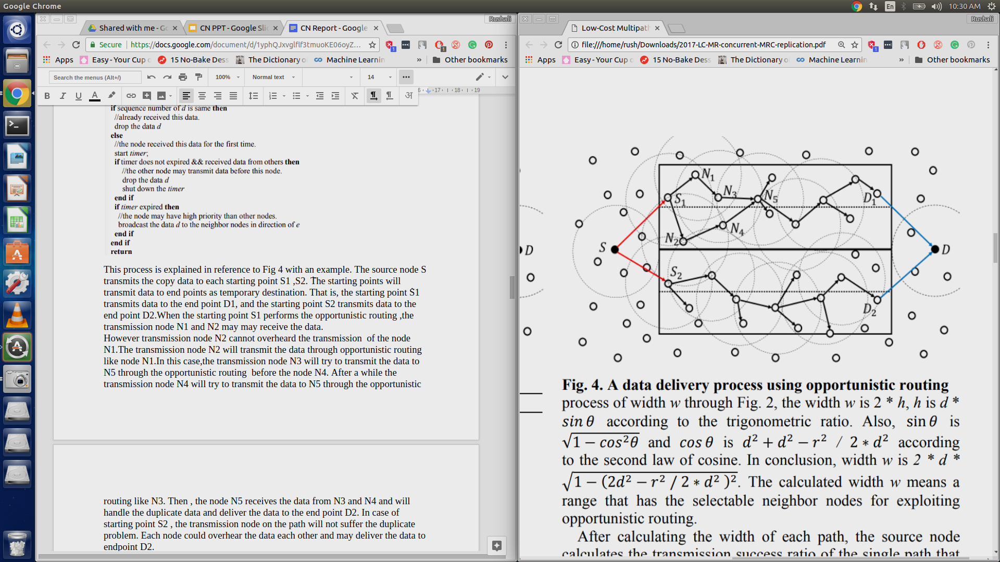 Google Chrome
En
10:30 AM
Rushali
Shared with me - Go
CN PPT - Google Slic
CN Report - Google
Secure
https://docs.google.com/document/d/1yphQJxvglflf3tmuoKE06oyZ...
Apps
Easy - Your Cup o
15 No-Bake Dess
The Dictionary o
Machine Learnin
»
Other bookmarks
Search the menus (Alt+/)
100%
Normal text
14
B I U A
17 18 19
if sequence number of d is same then
//already received this data.
drop the data d
else
//the node received this data for the first time.
start timer;
if timer does not expired && received data from others then
//the other node may transmit data before this node.
drop the data d
shut down the timer
end if
if timer expired then
//the node may have high priority than other nodes.
broadcast the data d to the neighbor nodes in direction of e
end if
end if
return
This process is explained in reference to Fig 4 with an example. The source node S
transmits the copy data to each starting point S1 ,S2. The starting points will
transmit data to end points as temporary destination. That is, the starting point S1
transmits data to the end point D1, and the starting point S2 transmits data to the
end point D2.When the starting point S1 performs the opportunistic routing ,the
transmission node N1 and N2 may may receive the data.
However transmission node N2 cannot overheard the transmission  of the node
N1.The transmission node N2 will transmit the data through opportunistic routing
like node N1.In this case,the transmission node N3 will try to transmit the data to
N5 through the opportunistic routing  before the node N4. After a while the
transmission node N4 will try to transmit the data to N5 through the opportunistic
routing like N3. Then , the node N5 receives the data from N3 and N4 and will
handle the duplicate data and deliver the data to the end point D2. In case of
starting point S2 , the transmission node on the path will not suffer the duplicate
problem. Each node could overhear the data each other and may deliver the data to
endpoint D2.
Rushali
Low-Cost Multipat
file:///home/rush/Downloads/2017-LC-MR-concurrent-MRC-replication.pdf
Apps
Easy - Your Cup o
15 No-Bake Dess
The Dictionary o
Machine Learnin
»
Other bookmarks
N1
S1
N3
N5
D1
N2
N4
D
S
D
S2
D2
Fig. 4. A data delivery process using opportunistic routing
process of width w through Fig. 2, the width w is 2 * h, h is d *
sin θ according to the trigonometric ratio. Also, sin θ is
√1 − cos²θ and cos θ is d² + d² − r² / 2 ∗ d² according
to the second law of cosine. In conclusion, width w is 2 * d *
√1 − (2d² − r² / 2 ∗ d² )². The calculated width w means a
range that has the selectable neighbor nodes for exploiting
opportunistic routing.
After calculating the width of each path, the source node
calculates the transmission success ratio of the single path that